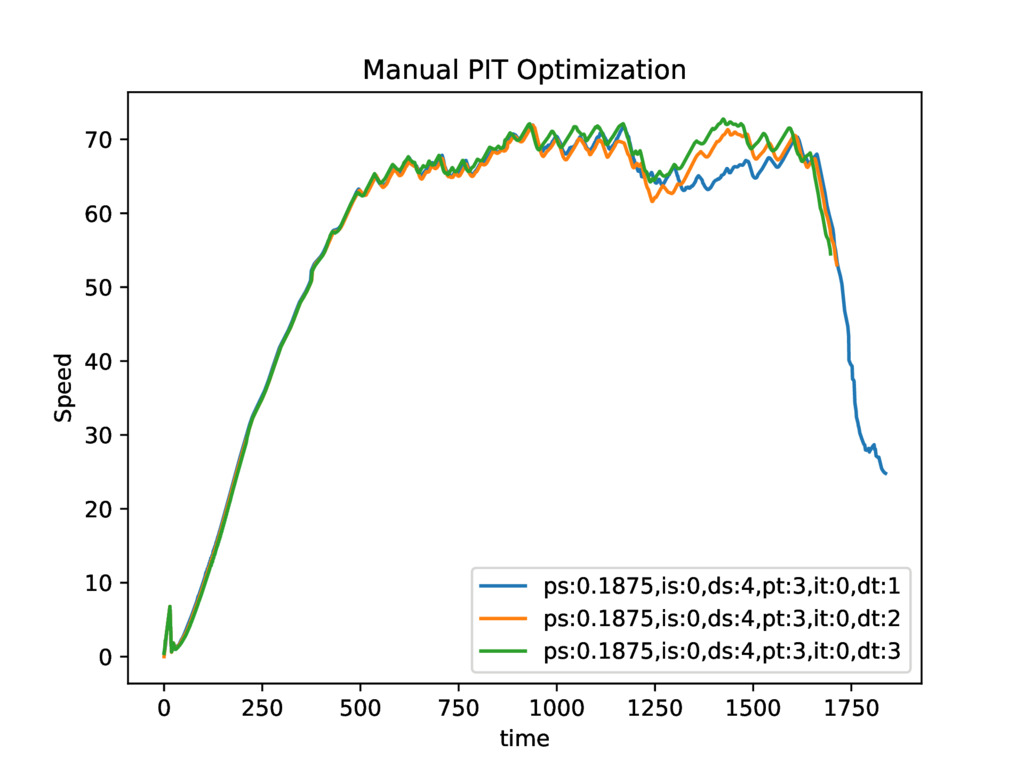 Manual PIT Optimization
Speed
70
60
50
40
30
20
10
0
ps:0.1875,is:0,ds:4,pt:3,it:0,dt:1
ps:0.1875,is:0,ds:4,pt:3,it:0,dt:2
ps:0.1875,is:0,ds:4,pt:3,it:0,dt:3
0 250 500 750 1000 1250 1500 1750
time